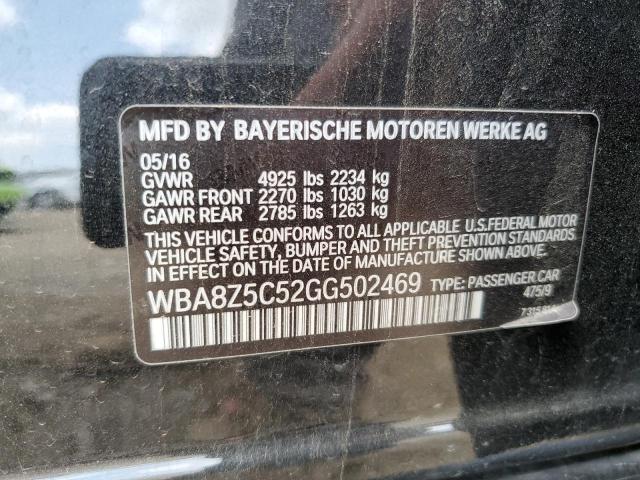 MFD BY BAYERISCHE MOTOREN WERKE AG
05/16
GVWR 4925 lbs 2234 kg
GAWR FRONT 2270 lbs 1030 kg
GAWR REAR 2785 lbs 1263 kg
THIS VEHICLE CONFORMS TO ALL APPLICABLE U.S.FEDERAL MOTOR
VEHICLE SAFETY, BUMPER AND THEFT PREVENTION STANDARDS
IN EFFECT ON THE DATE OF MANUFACTURE SHOWN ABOVE.
WBA8Z5C52GG502469 TYPE: PASSENGER CAR
475/9